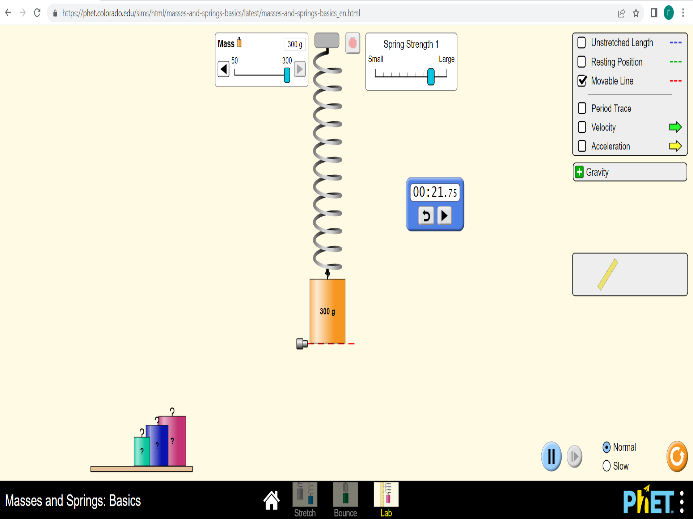 https://phet.colorado.edu/sims/html/masses-and-springs-basics/latest/masses-and-springs-basics_en.html
Mass 300 g
50 300
Spring Strength 1
Small Large
Unstretched Length
Resting Position
Movable Line
Period Trace
Velocity
Acceleration
Gravity
00:21.75
300 g
? ? ?
? ? ?
Normal
Slow
Masses and Springs: Basics
Stretch Bounce Lab
PhET